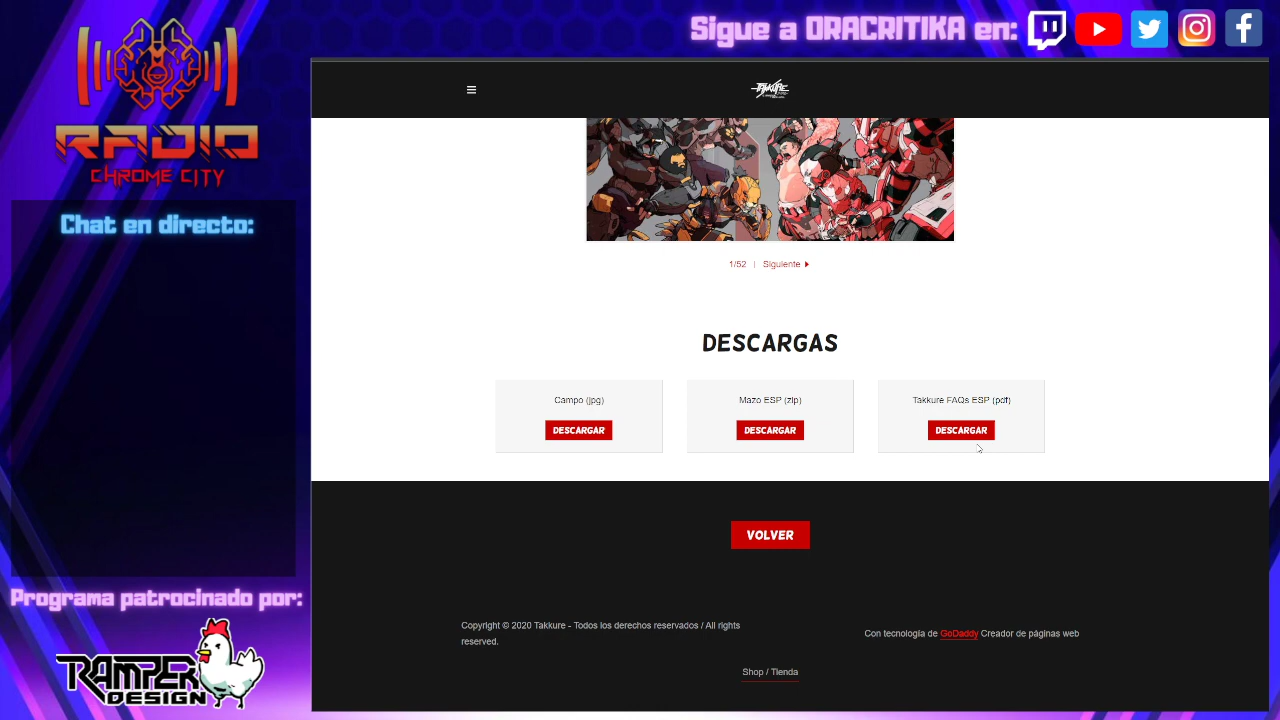 Sigue a ORACRITIKA en:
RADIO
CHROME CITY
Chat en directo:
TAKKURE
1/52 | Siguiente
DESCARGAS
Campo (jpg)
DESCARGAR
Mazo ESP (zip)
DESCARGAR
Takkure FAQs ESP (pdf)
DESCARGAR
VOLVER
Programa patrocinado por:
RAMPER
DESIGN
Copyright © 2020 Takkure - Todos los derechos reservados / All rights
reserved.
Con tecnología de GoDaddy Creador de páginas web
Shop / Tienda